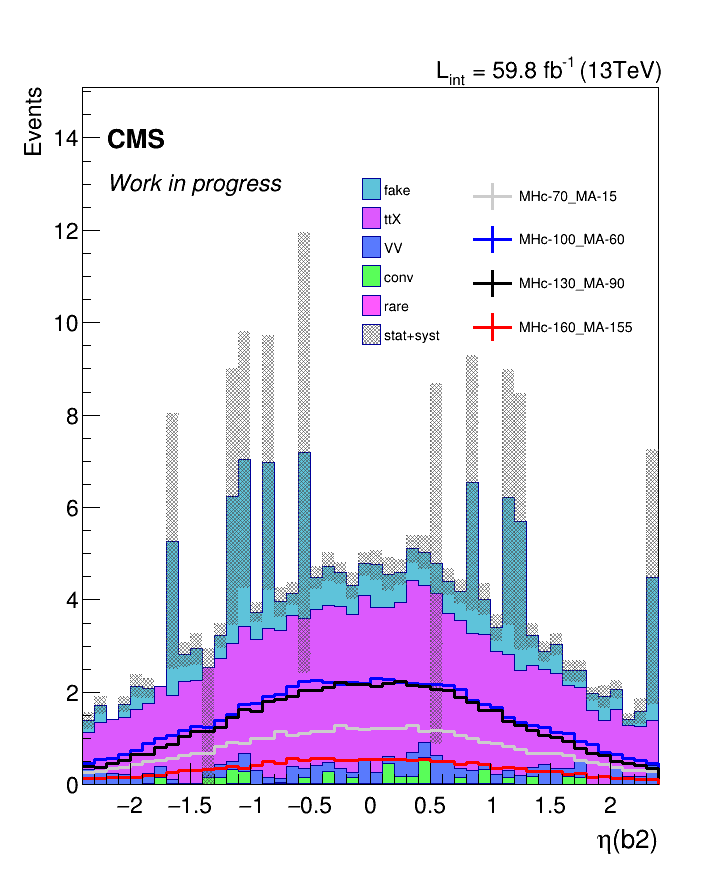 L_int = 59.8 fb^-1 (13TeV)
Events
CMS
Work in progress
fake
ttX
VV
conv
rare
stat+syst
MHc-70_MA-15
MHc-100_MA-60
MHc-130_MA-90
MHc-160_MA-155
14
12
10
8
6
4
2
0
−2 −1.5 −1 −0.5 0 0.5 1 1.5 2
η(b2)